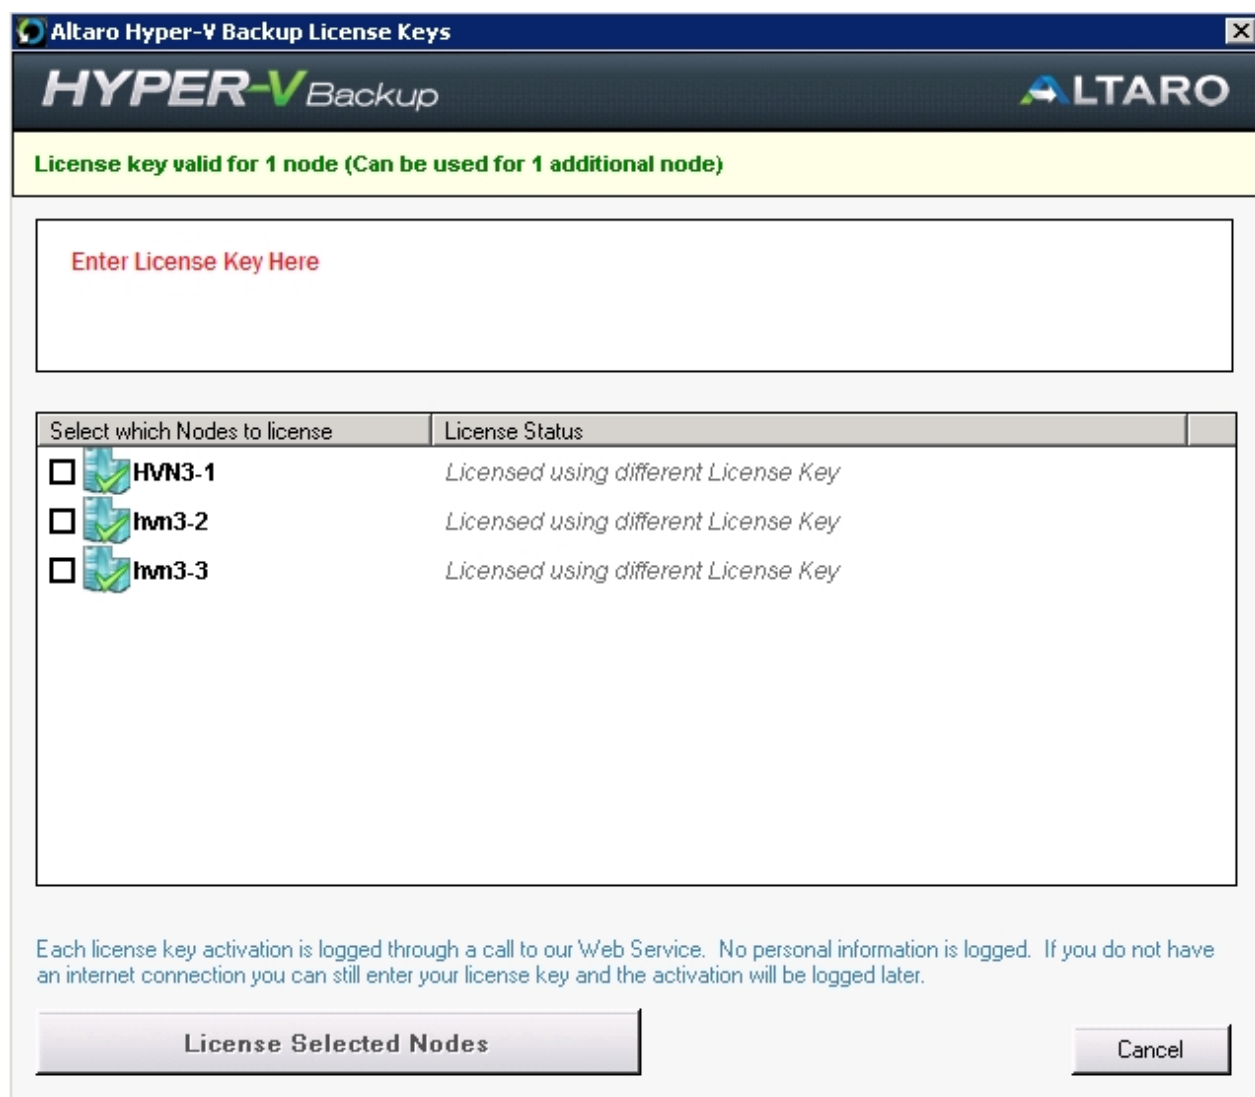 Altaro Hyper-V Backup License Keys
HYPER-V Backup
ALTARO
License key valid for 1 node (Can be used for 1 additional node)
Enter License Key Here
Select which Nodes to license License Status
HVN3-1 Licensed using different License Key
hvn3-2 Licensed using different License Key
hvn3-3 Licensed using different License Key
Each license key activation is logged through a call to our Web Service. No personal information is logged. If you do not have
an internet connection you can still enter your license key and the activation will be logged later.
License Selected Nodes
Cancel